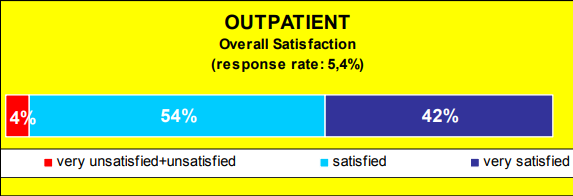 OUTPATIENT
Overall Satisfaction
(response rate: 5,4%)
4% 54% 42%
very unsatisfied+unsatisfied satisfied very satisfied